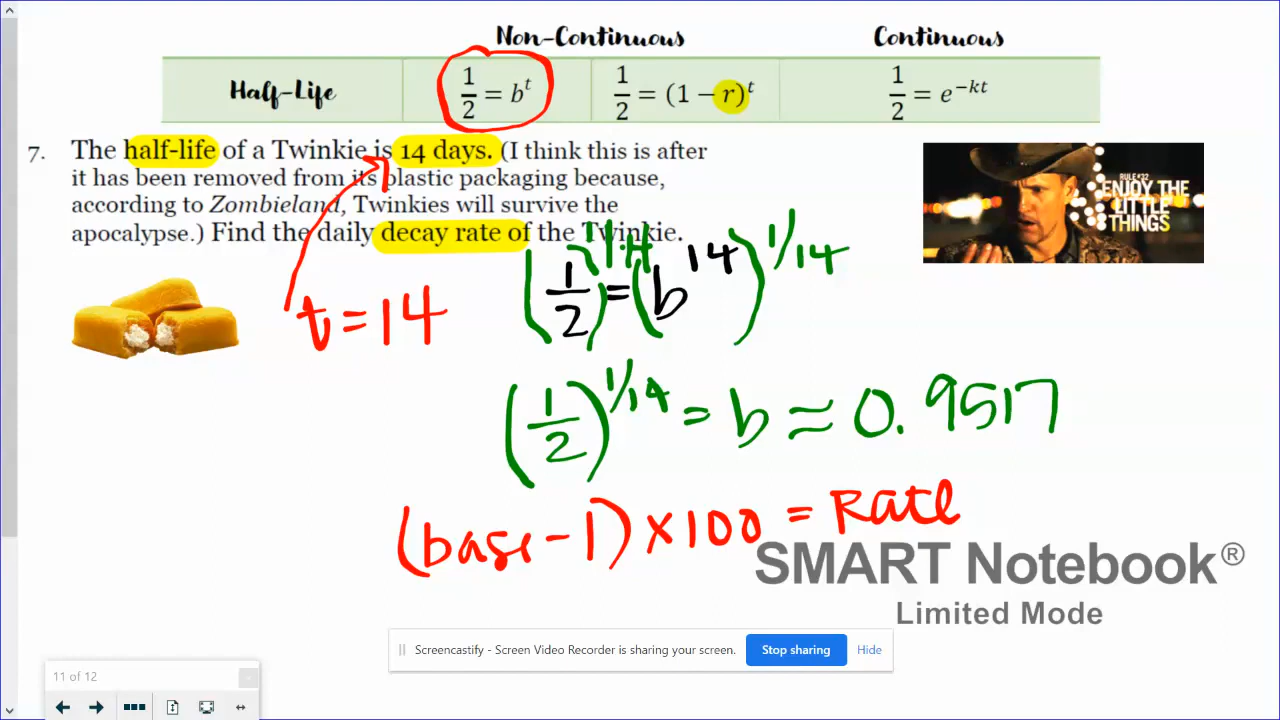 Non-Continuous Continuous
Half-Life 1/2 = b^t 1/2 = (1 − r)^t 1/2 = e^−kt
7. The half-life of a Twinkie is 14 days. (I think this is after
it has been removed from its plastic packaging because,
according to Zombieland, Twinkies will survive the
apocalypse.) Find the daily decay rate of the Twinkie.
RULE #32
ENJOY THE
LITTLE
THINGS
t = 14
(1/2)^1/14 = (b^14)^1/14
(1/2)^1/14 = b ≈ 0.9517
(base − 1) × 100 = Rate
SMART Notebook®
Limited Mode
Screencastify - Screen Video Recorder is sharing your screen. Stop sharing Hide
11 of 12